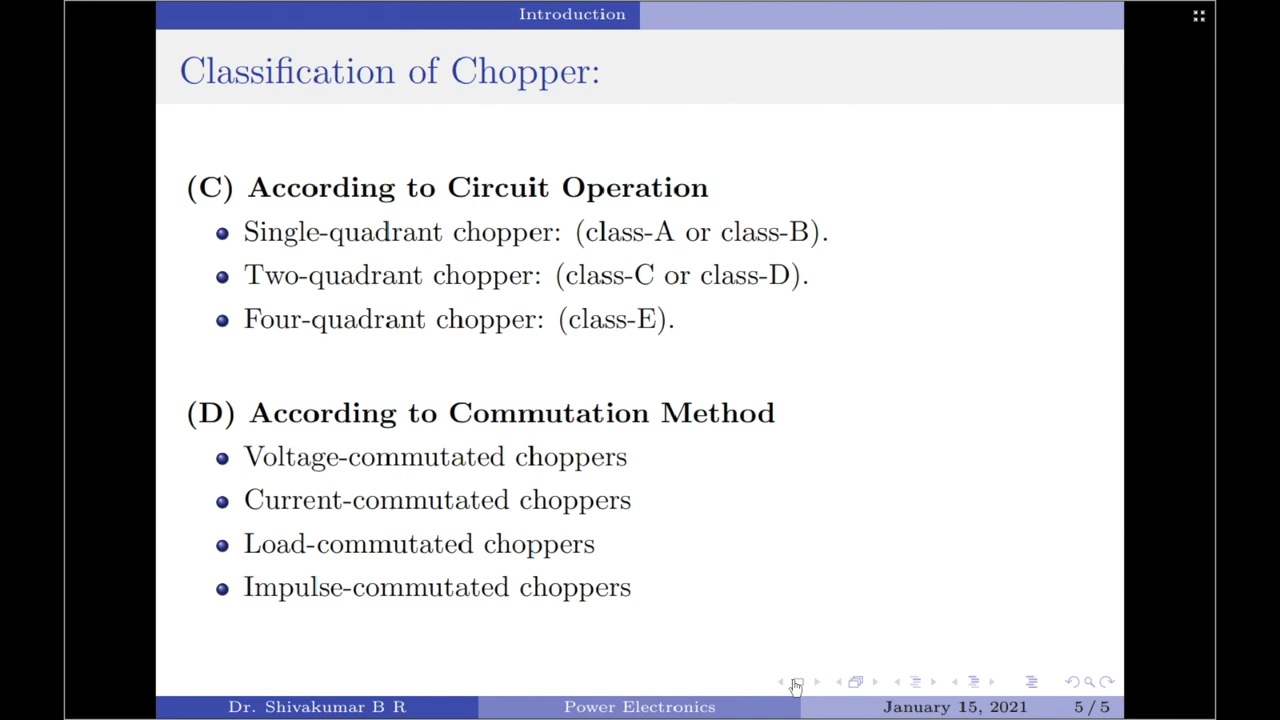 Introduction
Classification of Chopper:
(C) According to Circuit Operation
Single-quadrant chopper: (class-A or class-B).
Two-quadrant chopper: (class-C or class-D).
Four-quadrant chopper: (class-E).
(D) According to Commutation Method
Voltage-commutated choppers
Current-commutated choppers
Load-commutated choppers
Impulse-commutated choppers
Dr. Shivakumar B R Power Electronics January 15, 2021 5 / 5